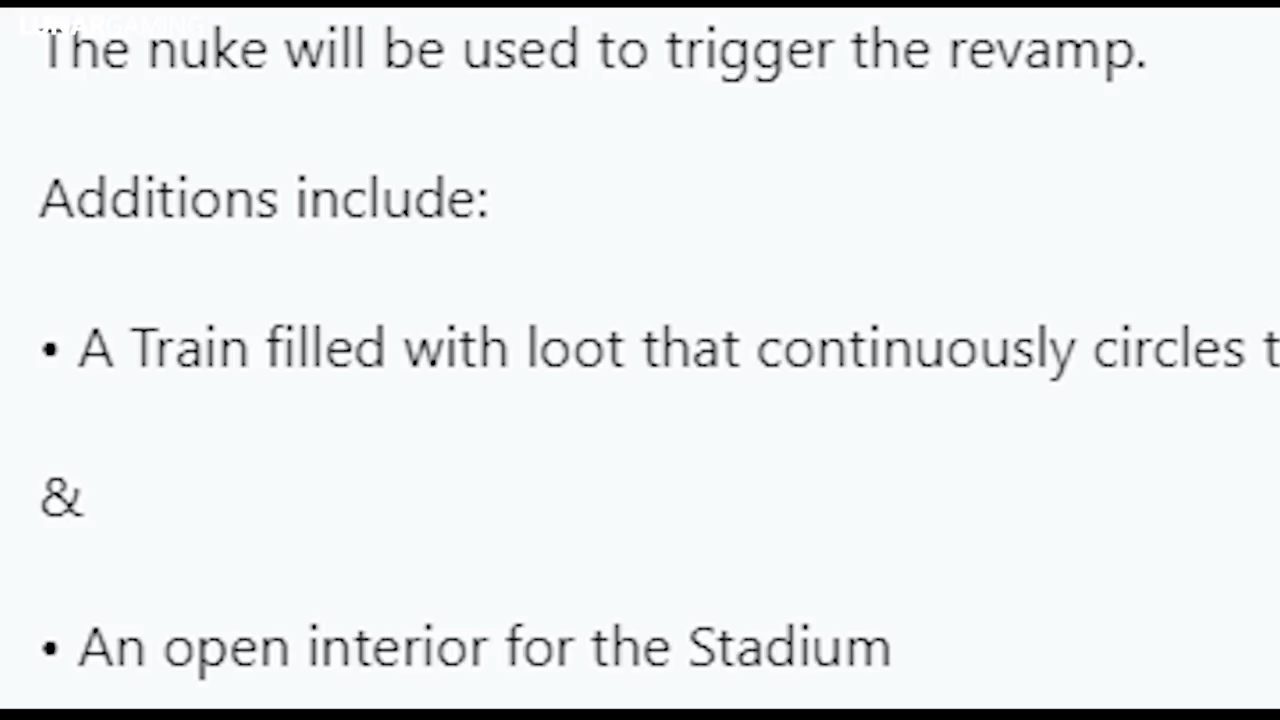 LUNARGAMING
The nuke will be used to trigger the revamp.
Additions include:
• A Train filled with loot that continuously circles t
&
• An open interior for the Stadium